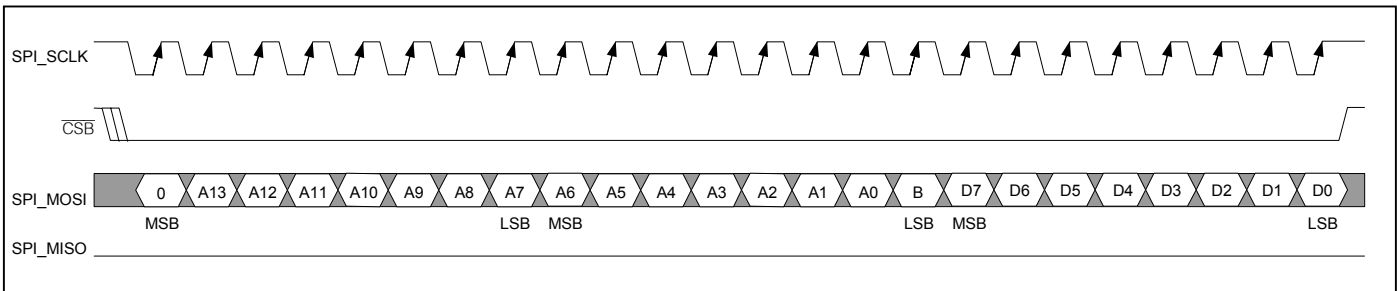 SPI_SCLK
CSB
SPI_MOSI 0 A13 A12 A11 A10 A9 A8 A7 A6 A5 A4 A3 A2 A1 A0 B D7 D6 D5 D4 D3 D2 D1 D0
MSB LSB MSB LSB MSB LSB
SPI_MISO